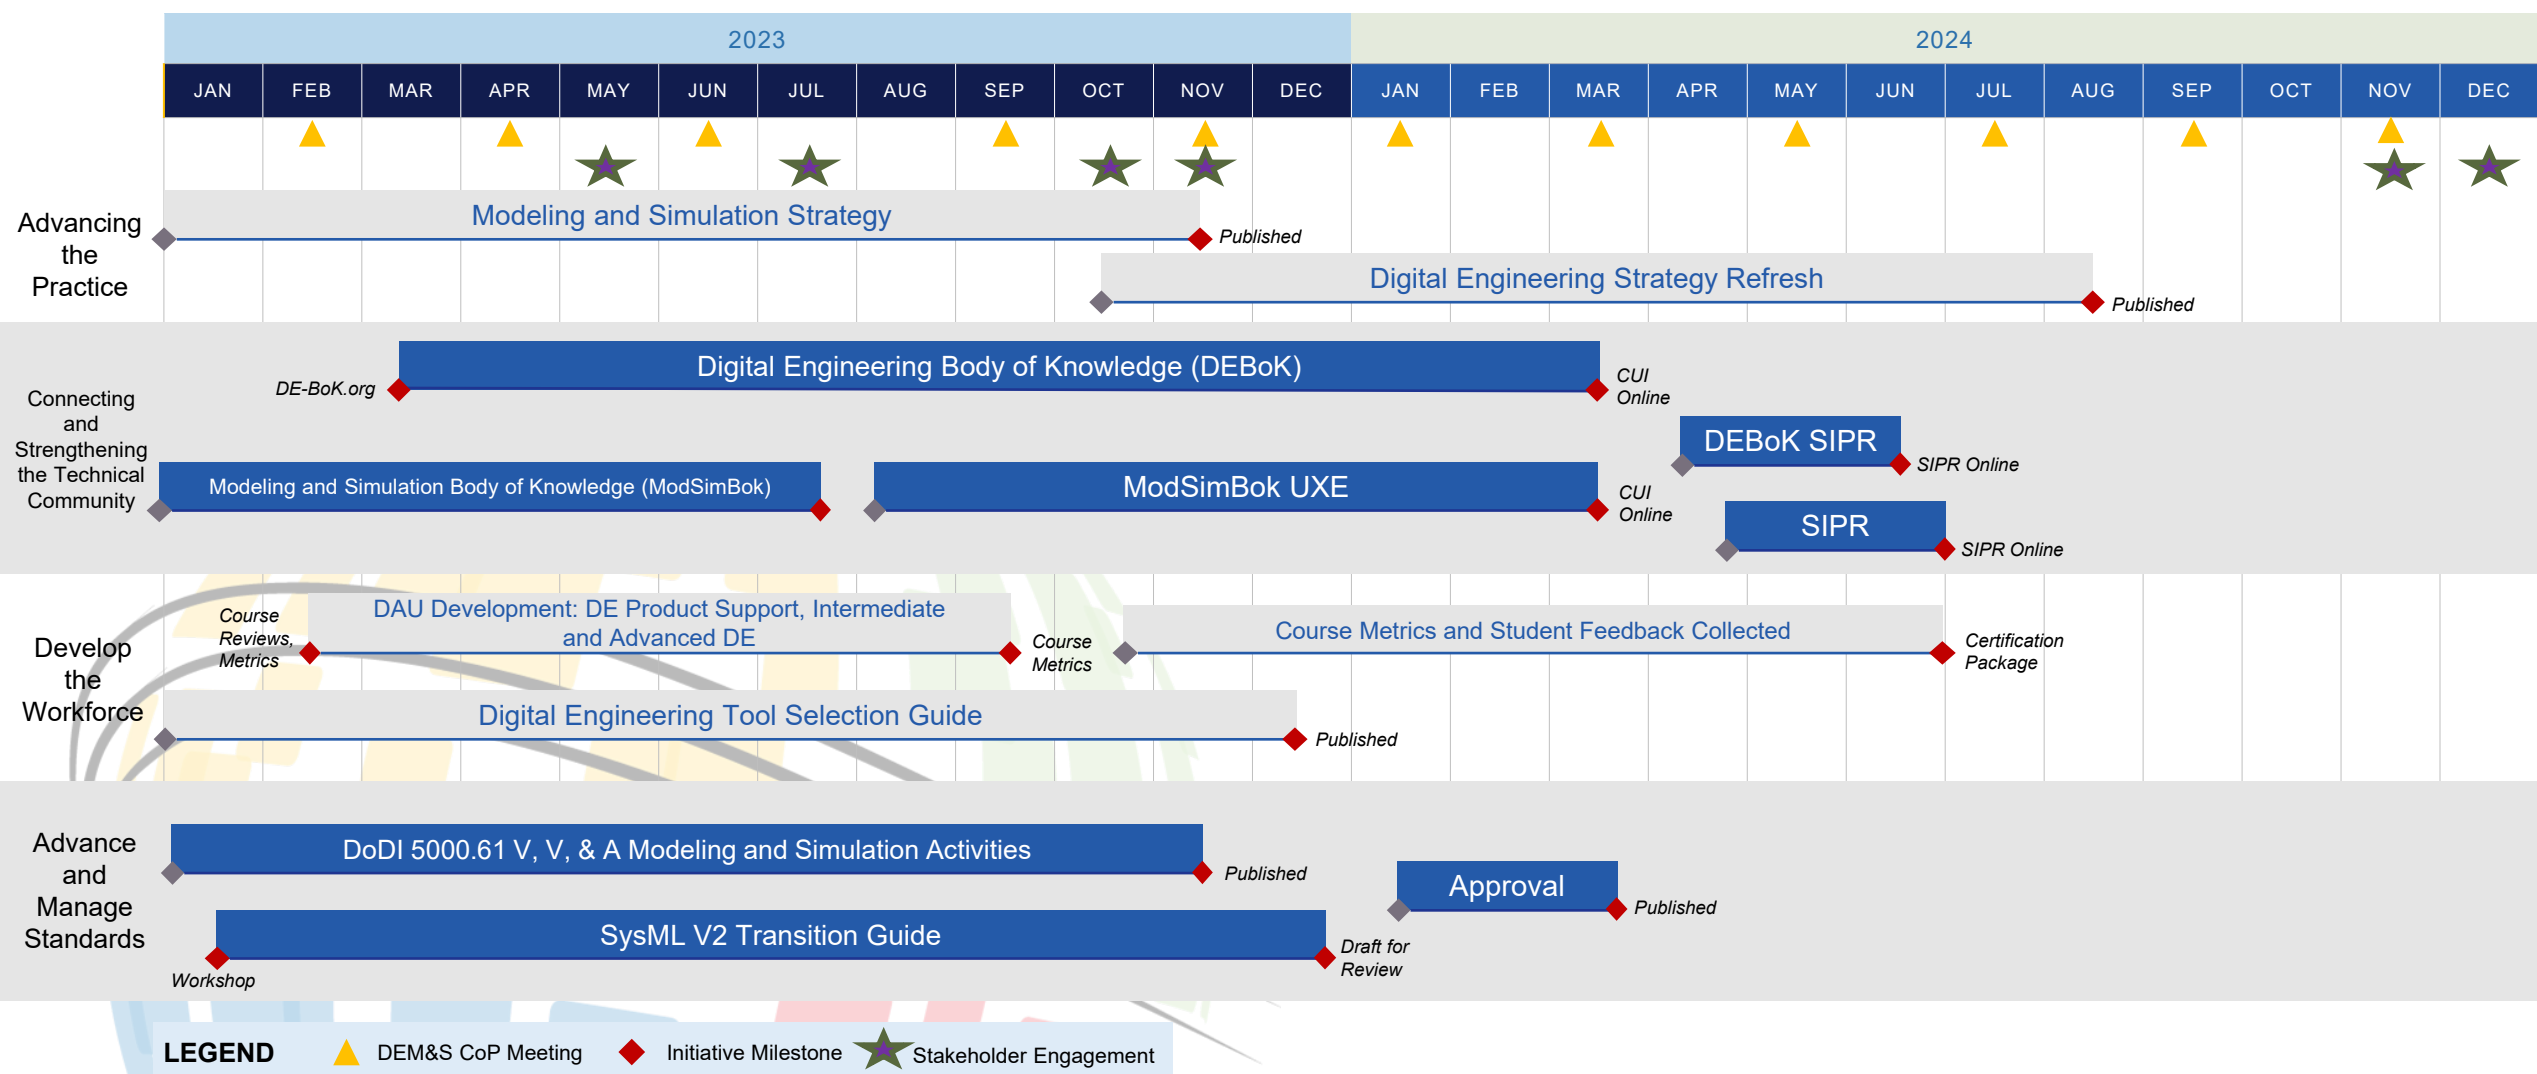 2023
2024
JAN FEB MAR APR MAY JUN JUL AUG SEP OCT NOV DEC JAN FEB MAR APR MAY JUN JUL AUG SEP OCT NOV DEC
Advancing
the
Practice
Modeling and Simulation Strategy
Published
Digital Engineering Strategy Refresh
Published
Connecting
and
Strengthening
the Technical
Community
DE-BoK.org
Digital Engineering Body of Knowledge (DEBoK)
CUI
Online
DEBoK SIPR
SIPR Online
Modeling and Simulation Body of Knowledge (ModSimBok)
ModSimBok UXE
CUI
Online
SIPR
SIPR Online
Develop
the
Workforce
Course
Reviews,
Metrics
DAU Development: DE Product Support, Intermediate
and Advanced DE
Course
Metrics
Course Metrics and Student Feedback Collected
Certification
Package
Digital Engineering Tool Selection Guide
Published
Advance
and
Manage
Standards
DoDI 5000.61 V, V, & A Modeling and Simulation Activities
Published
Approval
Published
SysML V2 Transition Guide
Workshop
Draft for
Review
LEGEND
DEM&S CoP Meeting
Initiative Milestone
Stakeholder Engagement